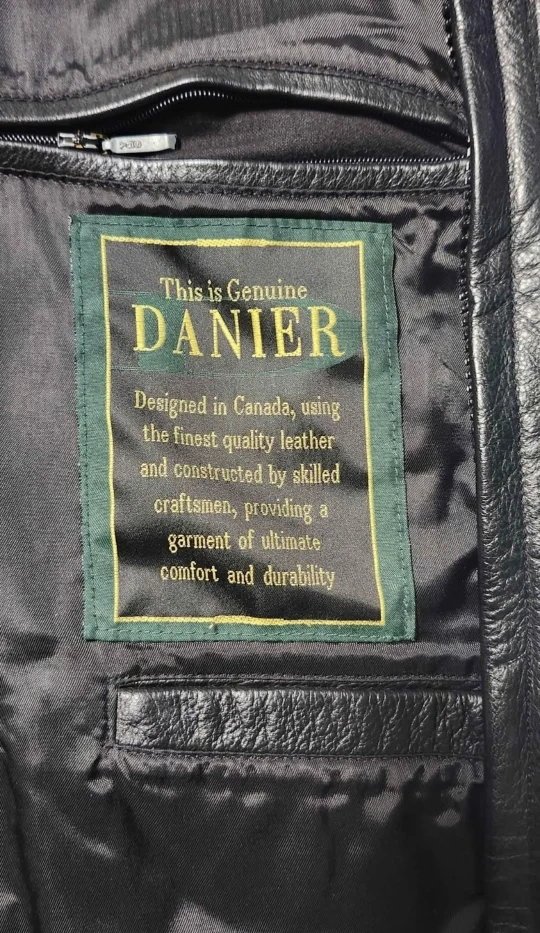 This is Genuine
DANIER
Designed in Canada, using
the finest quality leather
and constructed by skilled
craftsmen, providing a
garment of ultimate
comfort and durability